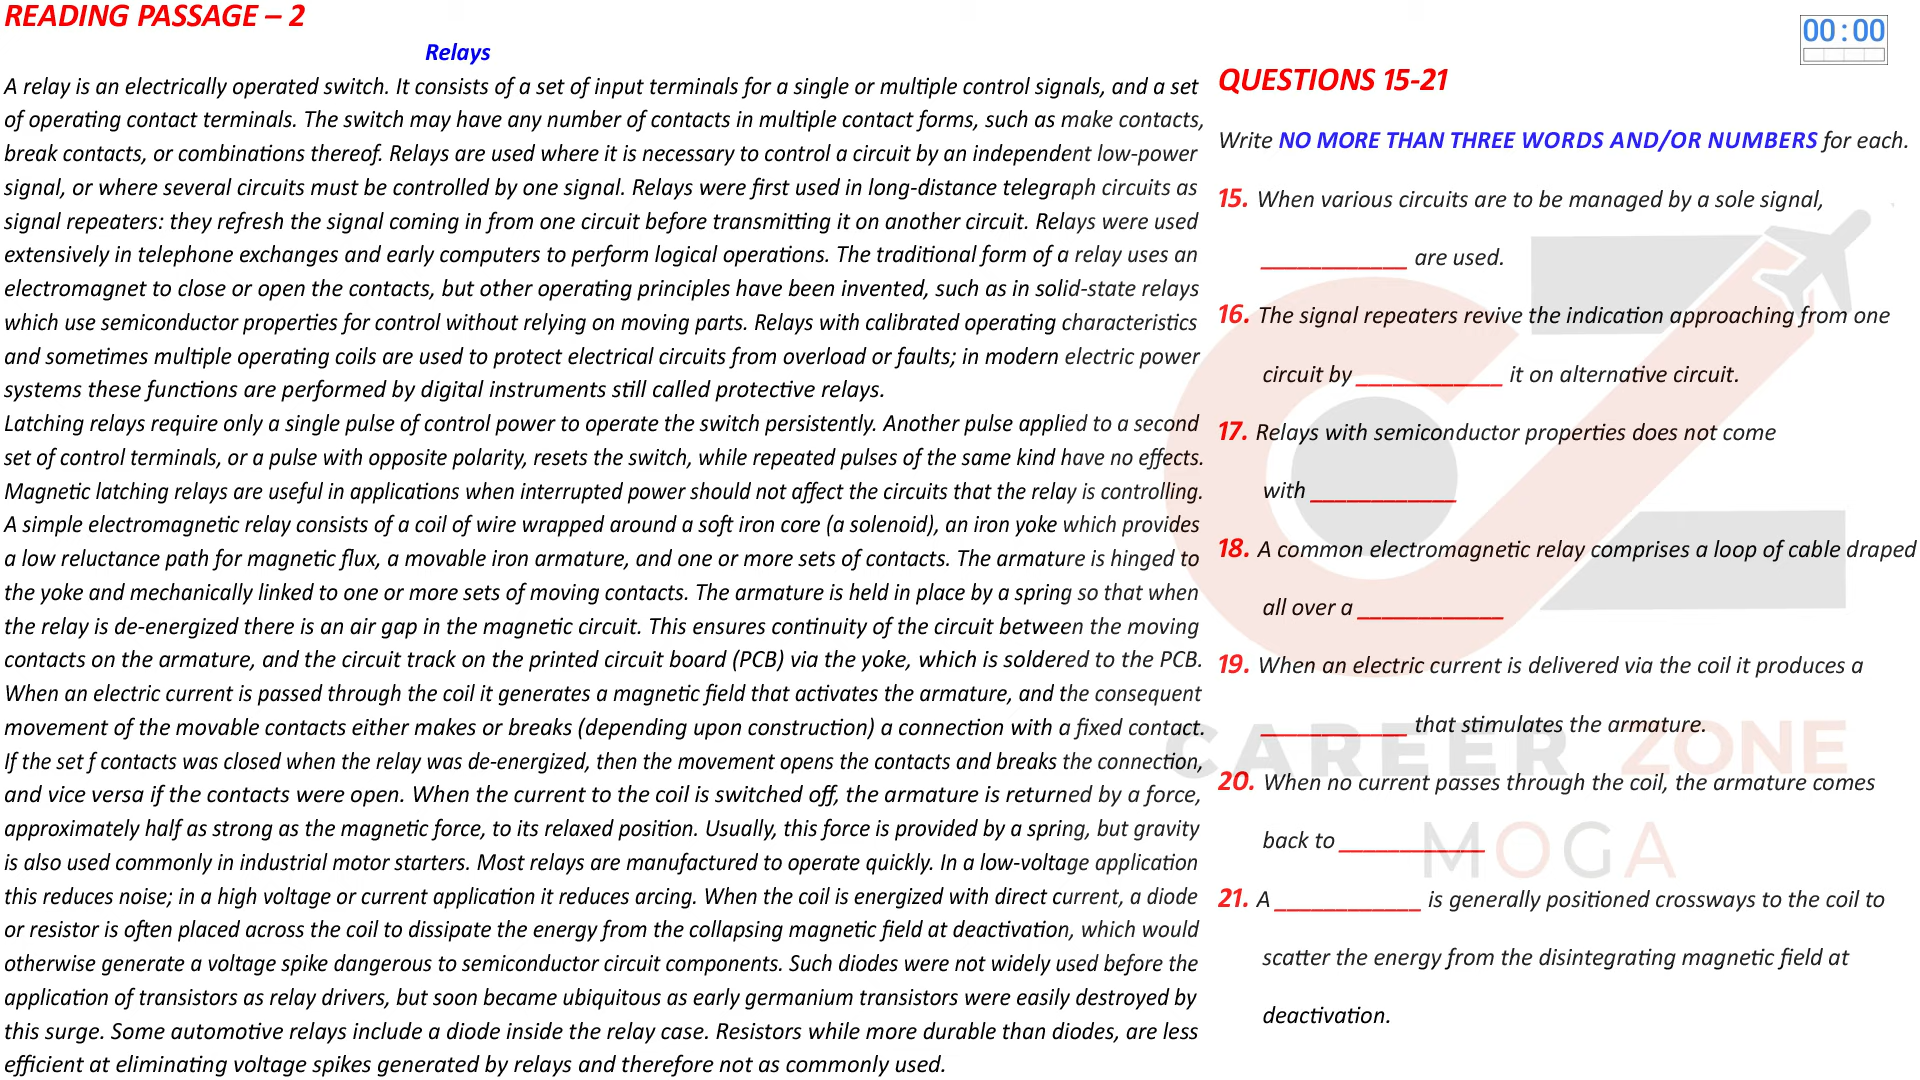 READING PASSAGE – 2
Relays
A relay is an electrically operated switch. It consists of a set of input terminals for a single or multiple control signals, and a set
of operating contact terminals. The switch may have any number of contacts in multiple contact forms, such as make contacts,
break contacts, or combinations thereof. Relays are used where it is necessary to control a circuit by an independent low-power
signal, or where several circuits must be controlled by one signal. Relays were first used in long-distance telegraph circuits as
signal repeaters: they refresh the signal coming in from one circuit before transmitting it on another circuit. Relays were used
extensively in telephone exchanges and early computers to perform logical operations. The traditional form of a relay uses an
electromagnet to close or open the contacts, but other operating principles have been invented, such as in solid-state relays
which use semiconductor properties for control without relying on moving parts. Relays with calibrated operating characteristics
and sometimes multiple operating coils are used to protect electrical circuits from overload or faults; in modern electric power
systems these functions are performed by digital instruments still called protective relays.
Latching relays require only a single pulse of control power to operate the switch persistently. Another pulse applied to a second
set of control terminals, or a pulse with opposite polarity, resets the switch, while repeated pulses of the same kind have no effects.
Magnetic latching relays are useful in applications when interrupted power should not affect the circuits that the relay is controlling.
A simple electromagnetic relay consists of a coil of wire wrapped around a soft iron core (a solenoid), an iron yoke which provides
a low reluctance path for magnetic flux, a movable iron armature, and one or more sets of contacts. The armature is hinged to
the yoke and mechanically linked to one or more sets of moving contacts. The armature is held in place by a spring so that when
the relay is de-energized there is an air gap in the magnetic circuit. This ensures continuity of the circuit between the moving
contacts on the armature, and the circuit track on the printed circuit board (PCB) via the yoke, which is soldered to the PCB.
When an electric current is passed through the coil it generates a magnetic field that activates the armature, and the consequent
movement of the movable contacts either makes or breaks (depending upon construction) a connection with a fixed contact.
If the set f contacts was closed when the relay was de-energized, then the movement opens the contacts and breaks the connection,
and vice versa if the contacts were open. When the current to the coil is switched off, the armature is returned by a force,
approximately half as strong as the magnetic force, to its relaxed position. Usually, this force is provided by a spring, but gravity
is also used commonly in industrial motor starters. Most relays are manufactured to operate quickly. In a low-voltage application
this reduces noise; in a high voltage or current application it reduces arcing. When the coil is energized with direct current, a diode
or resistor is often placed across the coil to dissipate the energy from the collapsing magnetic field at deactivation, which would
otherwise generate a voltage spike dangerous to semiconductor circuit components. Such diodes were not widely used before the
application of transistors as relay drivers, but soon became ubiquitous as early germanium transistors were easily destroyed by
this surge. Some automotive relays include a diode inside the relay case. Resistors while more durable than diodes, are less
efficient at eliminating voltage spikes generated by relays and therefore not as commonly used.
00:00
QUESTIONS 15-21
Write NO MORE THAN THREE WORDS AND/OR NUMBERS for each.
15. When various circuits are to be managed by a sole signal,
____________ are used.
16. The signal repeaters revive the indication approaching from one
circuit by ____________ it on alternative circuit.
17. Relays with semiconductor properties does not come
with ____________
18. A common electromagnetic relay comprises a loop of cable draped
all over a ____________
19. When an electric current is delivered via the coil it produces a
____________ that stimulates the armature.
20. When no current passes through the coil, the armature comes
back to ____________
21. A ____________ is generally positioned crossways to the coil to
scatter the energy from the disintegrating magnetic field at
deactivation.
CAREER ZONE
MOGA